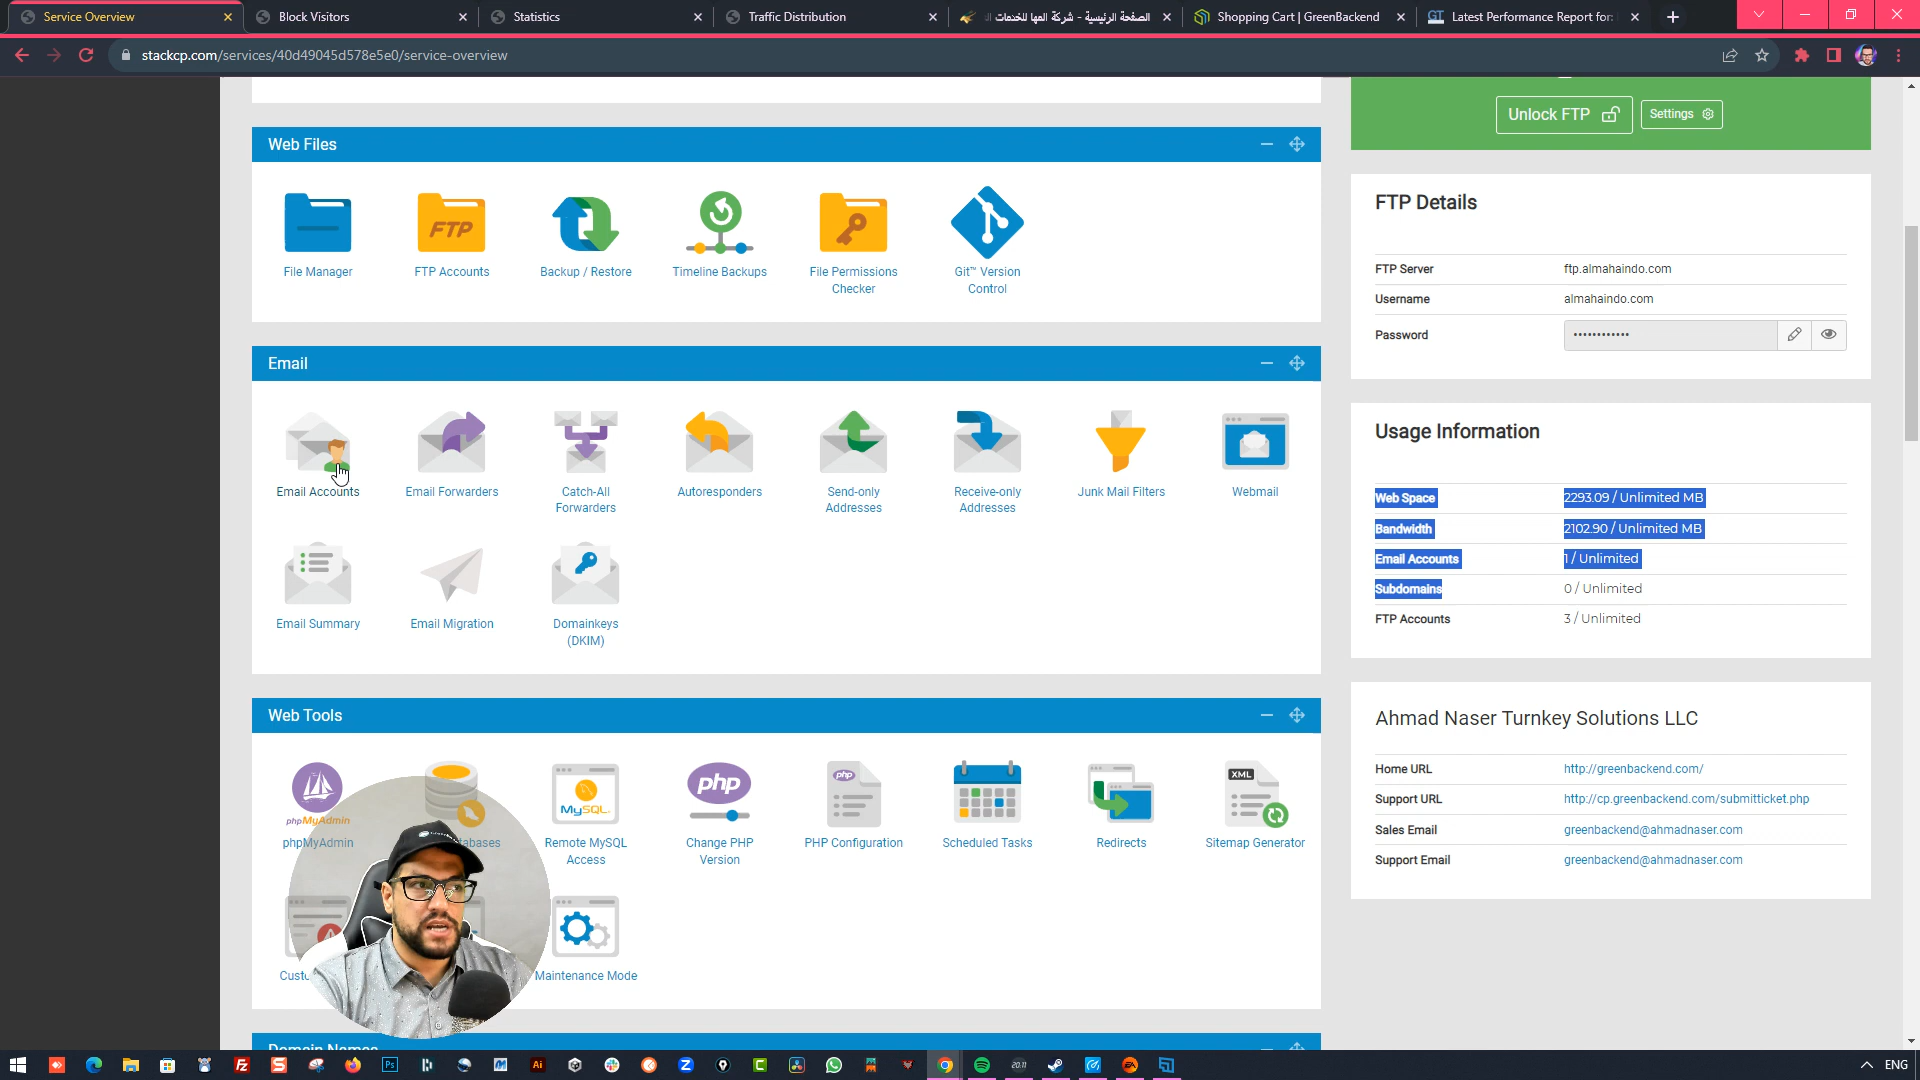 Service Overview
Block Visitors
Statistics
Traffic Distribution
الصفحة الرئيسية - شركة المها للخدمات
Shopping Cart | GreenBackend
Latest Performance Report for:
stackcp.com/services/40d49045d578e5e0/service-overview
Unlock FTP
Settings
Web Files
File Manager
FTP
FTP Accounts
Backup / Restore
Timeline Backups
File Permissions
Checker
Git™ Version
Control
FTP Details
FTP Server
ftp.almahaindo.com
Username
almahaindo.com
Password
Email
Email Accounts
Email Forwarders
Catch-All
Forwarders
Autoresponders
Send-only
Addresses
Receive-only
Addresses
Junk Mail Filters
Webmail
Email Summary
Email Migration
Domainkeys
(DKIM)
Usage Information
Web Space
2293.09 / Unlimited MB
Bandwidth
2102.90 / Unlimited MB
Email Accounts
1 / Unlimited
Subdomains
0 / Unlimited
FTP Accounts
3 / Unlimited
Web Tools
phpMyAdmin
phpMyAdmin
abases
MySQL
Remote MySQL
Access
php
Change PHP
Version
php
PHP Configuration
Scheduled Tasks
Redirects
XML
Sitemap Generator
Custo
Maintenance Mode
Ahmad Naser Turnkey Solutions LLC
Home URL
http://greenbackend.com/
Support URL
http://cp.greenbackend.com/submitticket.php
Sales Email
greenbackend@ahmadnaser.com
Support Email
greenbackend@ahmadnaser.com
Domain Names
ENG